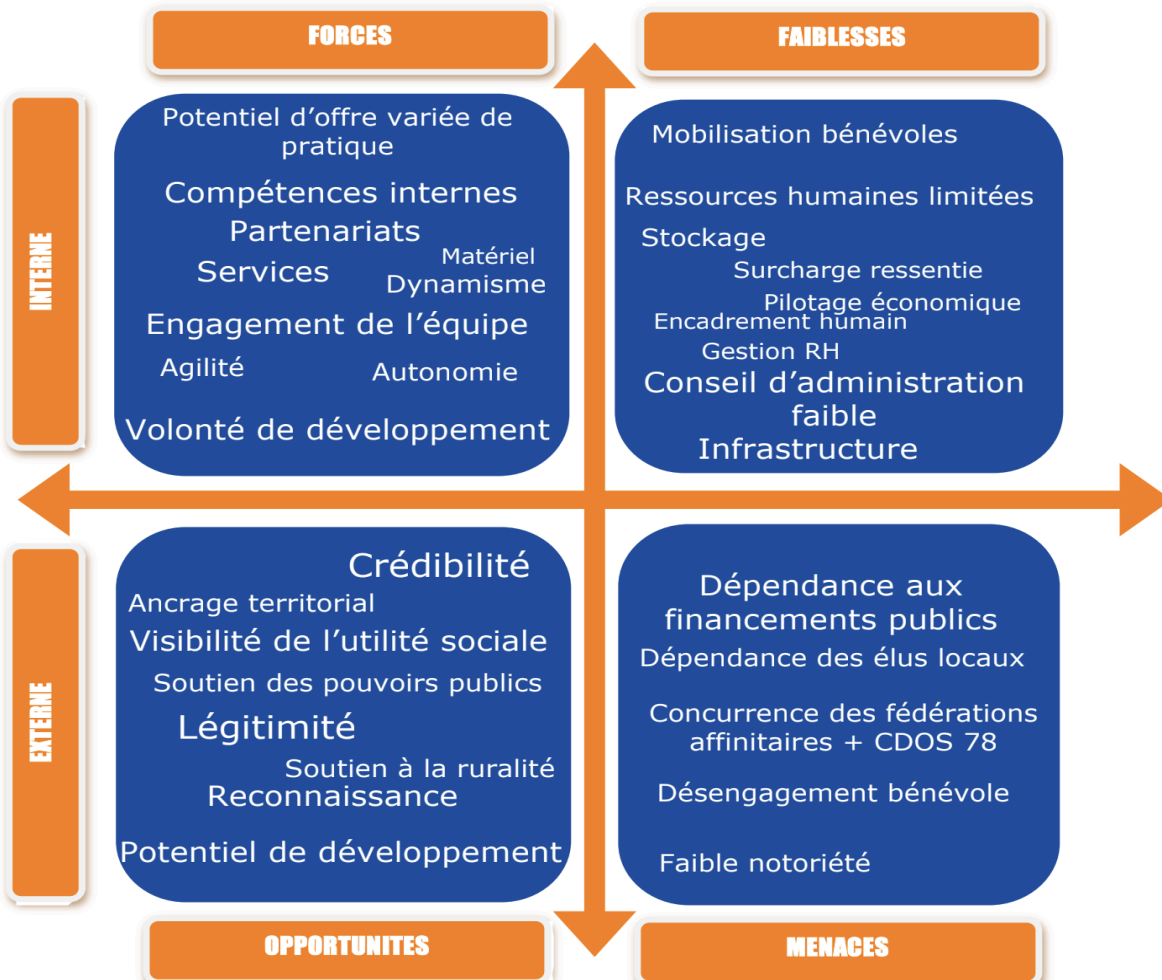 FORCES
FAIBLESSES
INTERNE
Potentiel d’offre variée de
pratique
Compétences internes
Partenariats
Matériel
Services
Dynamisme
Engagement de l’équipe
Agilité
Autonomie
Volonté de développement
Mobilisation bénévoles
Ressources humaines limitées
Stockage
Surcharge ressentie
Pilotage économique
Encadrement humain
Gestion RH
Conseil d’administration
faible
Infrastructure
EXTERNE
Crédibilité
Ancrage territorial
Visibilité de l’utilité sociale
Soutien des pouvoirs publics
Légitimité
Soutien à la ruralité
Reconnaissance
Potentiel de développement
Dépendance aux
financements publics
Dépendance des élus locaux
Concurrence des fédérations
affinitaires + CDOS 78
Désengagement bénévole
Faible notoriété
OPPORTUNITES
MENACES